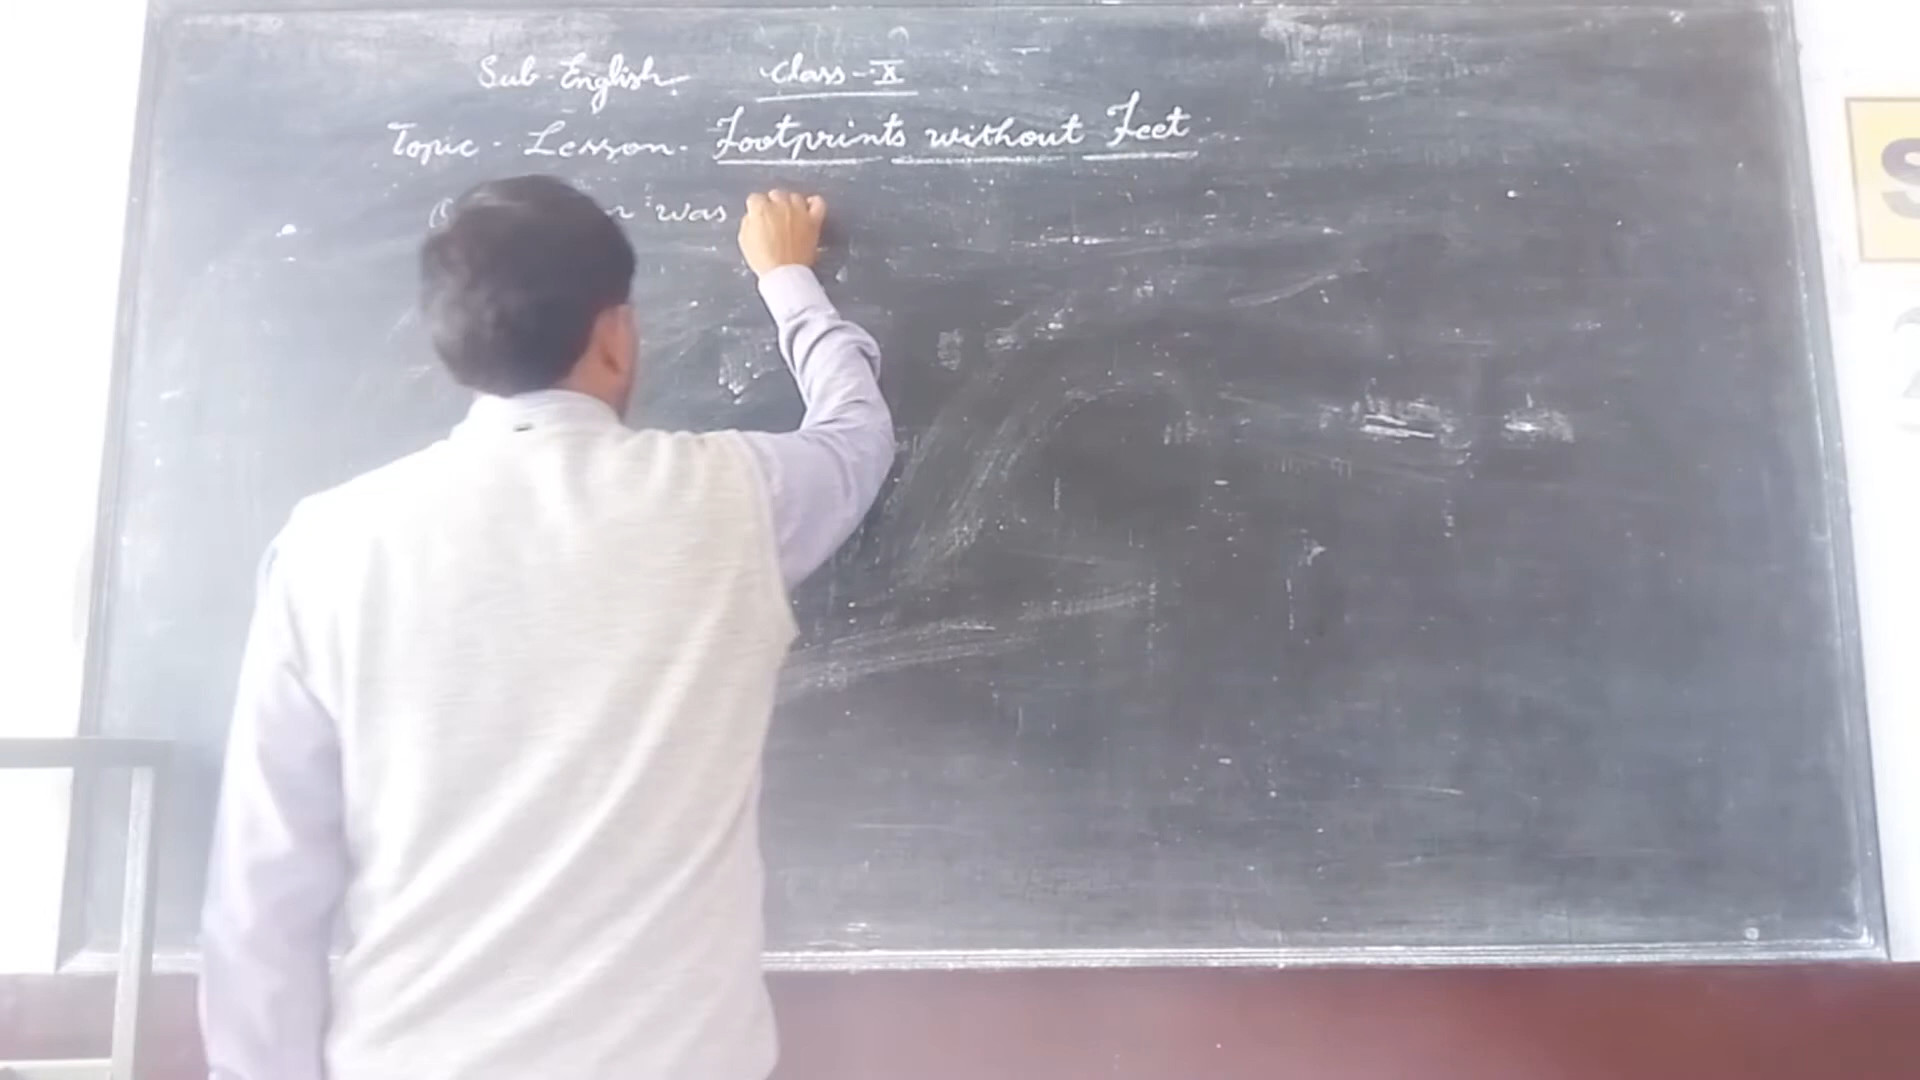 Sub - English Class - X
Topic - Lesson - Footprints without Feet
was
S